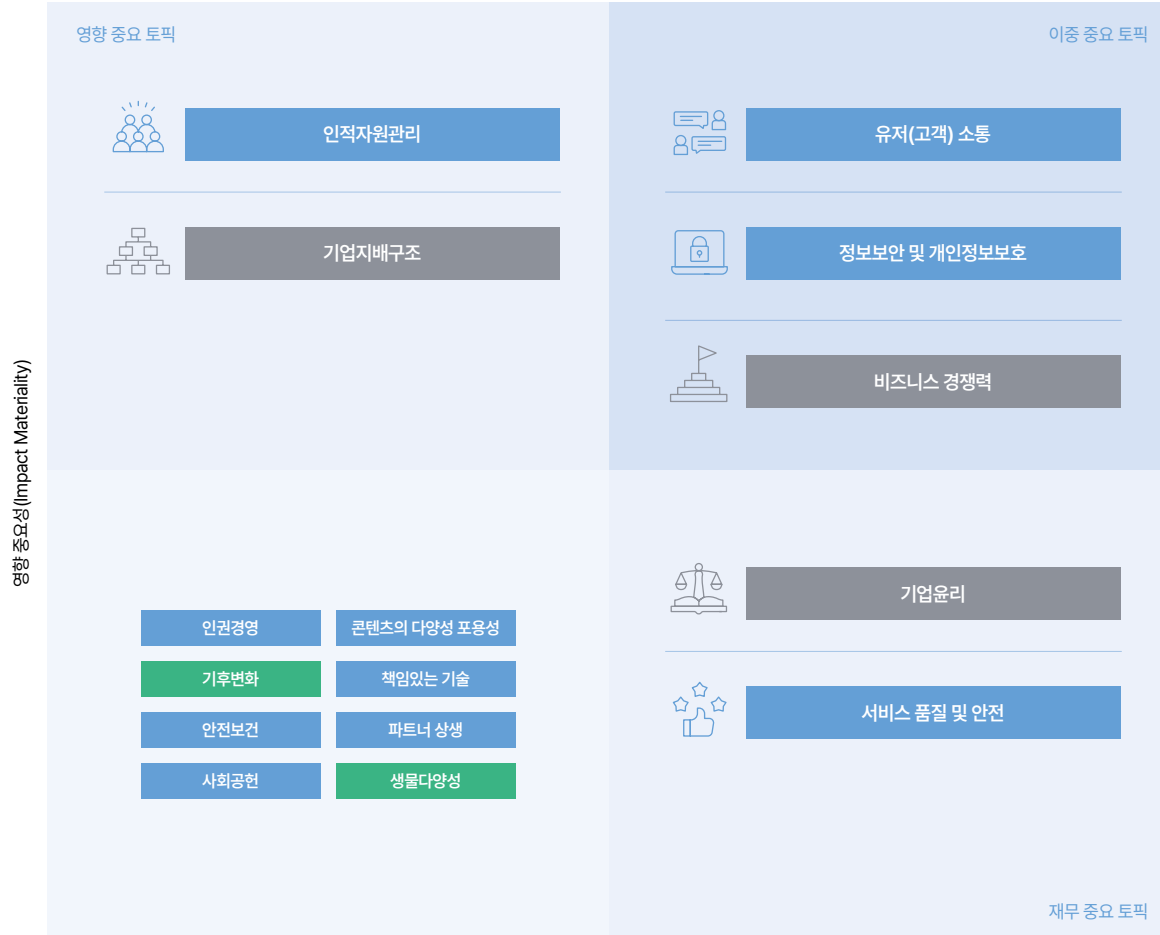 영향 중요 토픽
이중 중요 토픽
인적자원관리
유저(고객) 소통
기업지배구조
정보보안 및 개인정보보호
비즈니스 경쟁력
영향 중요성(Impact Materiality)
기업윤리
인권경영
콘텐츠의 다양성 포용성
기후변화
책임있는 기술
서비스 품질 및 안전
안전보건
파트너 상생
사회공헌
생물다양성
재무 중요 토픽